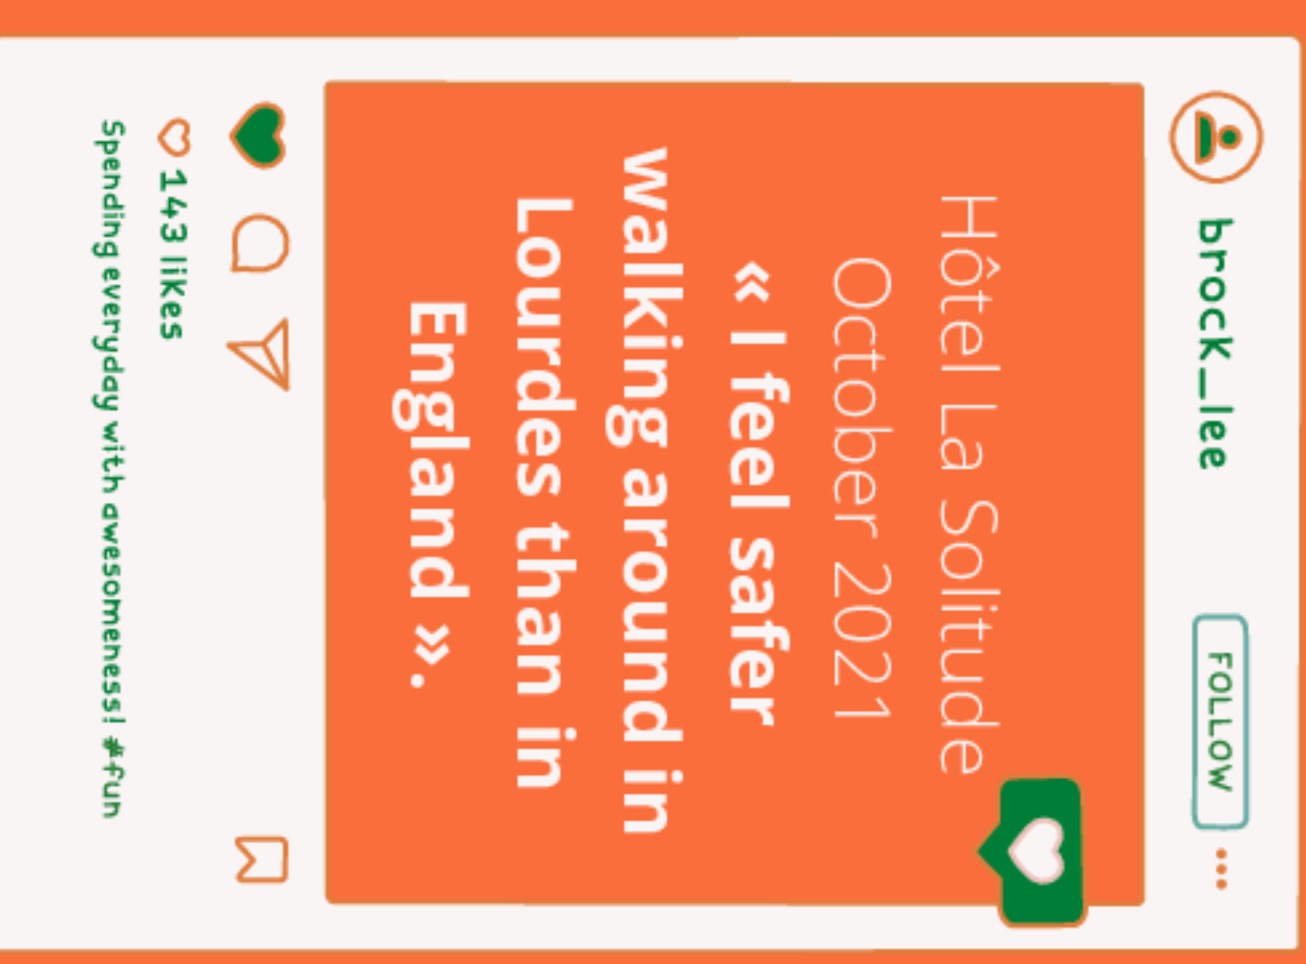 brock_lee
FOLLOW
Hôtel La Solitude
October 2021
« I feel safer
walking around in
Lourdes than in
England ».
143 likes
Spending everyday with awesomeness! #fun